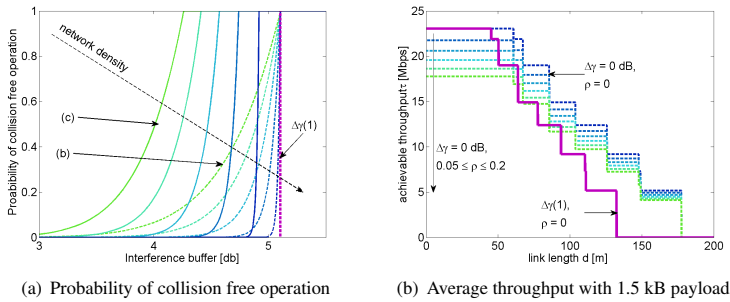 Proability of collision free operation
1
0.8
0.6
0.4
0.2
0
3
4
5
Interference buffer [db]
network density
(c)
(b)
Δγ(1)
achievable throughputτ [Mbps]
25
20
15
10
5
0
0
50
100
150
200
link length d [m]
Δγ = 0 dB,
ρ = 0
Δγ = 0 dB,
0.05 ≤ ρ ≤ 0.2
Δγ(1),
ρ = 0
(a) Probability of collision free operation
(b) Average throughput with 1.5 kB payload